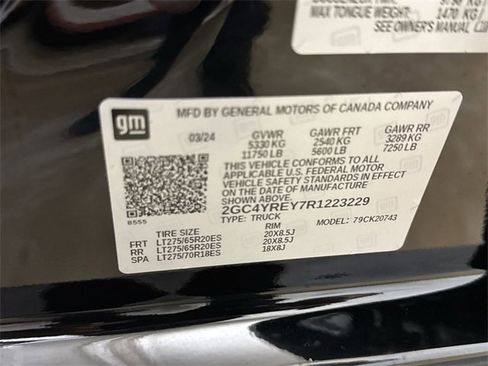 MAX TONGUE WEIGHT: 1470 KG
SEE OWNER'S MANUAL
gm
MFD BY GENERAL MOTORS OF CANADA COMPANY
03/24 GVWR GAWR FRT GAWR RR
5330 KG 2540 KG 3289 KG
11750 LB 5600 LB 7250 LB
THIS VEHICLE CONFORMS TO ALL
APPLICABLE U.S. FEDERAL MOTOR
VEHICLE SAFETY STANDARDS IN EFFECT
ON THE DATE OF MANUFACTURE
SHOWN ABOVE.
2GC4YREY7R1223229
8555 TYPE: TRUCK MODEL: 79CK20743
TIRE SIZE RIM
FRT LT275/65R20ES 20X8.5J
RR LT275/65R20ES 20X8.5J
SPA LT275/70R18ES 18X8J